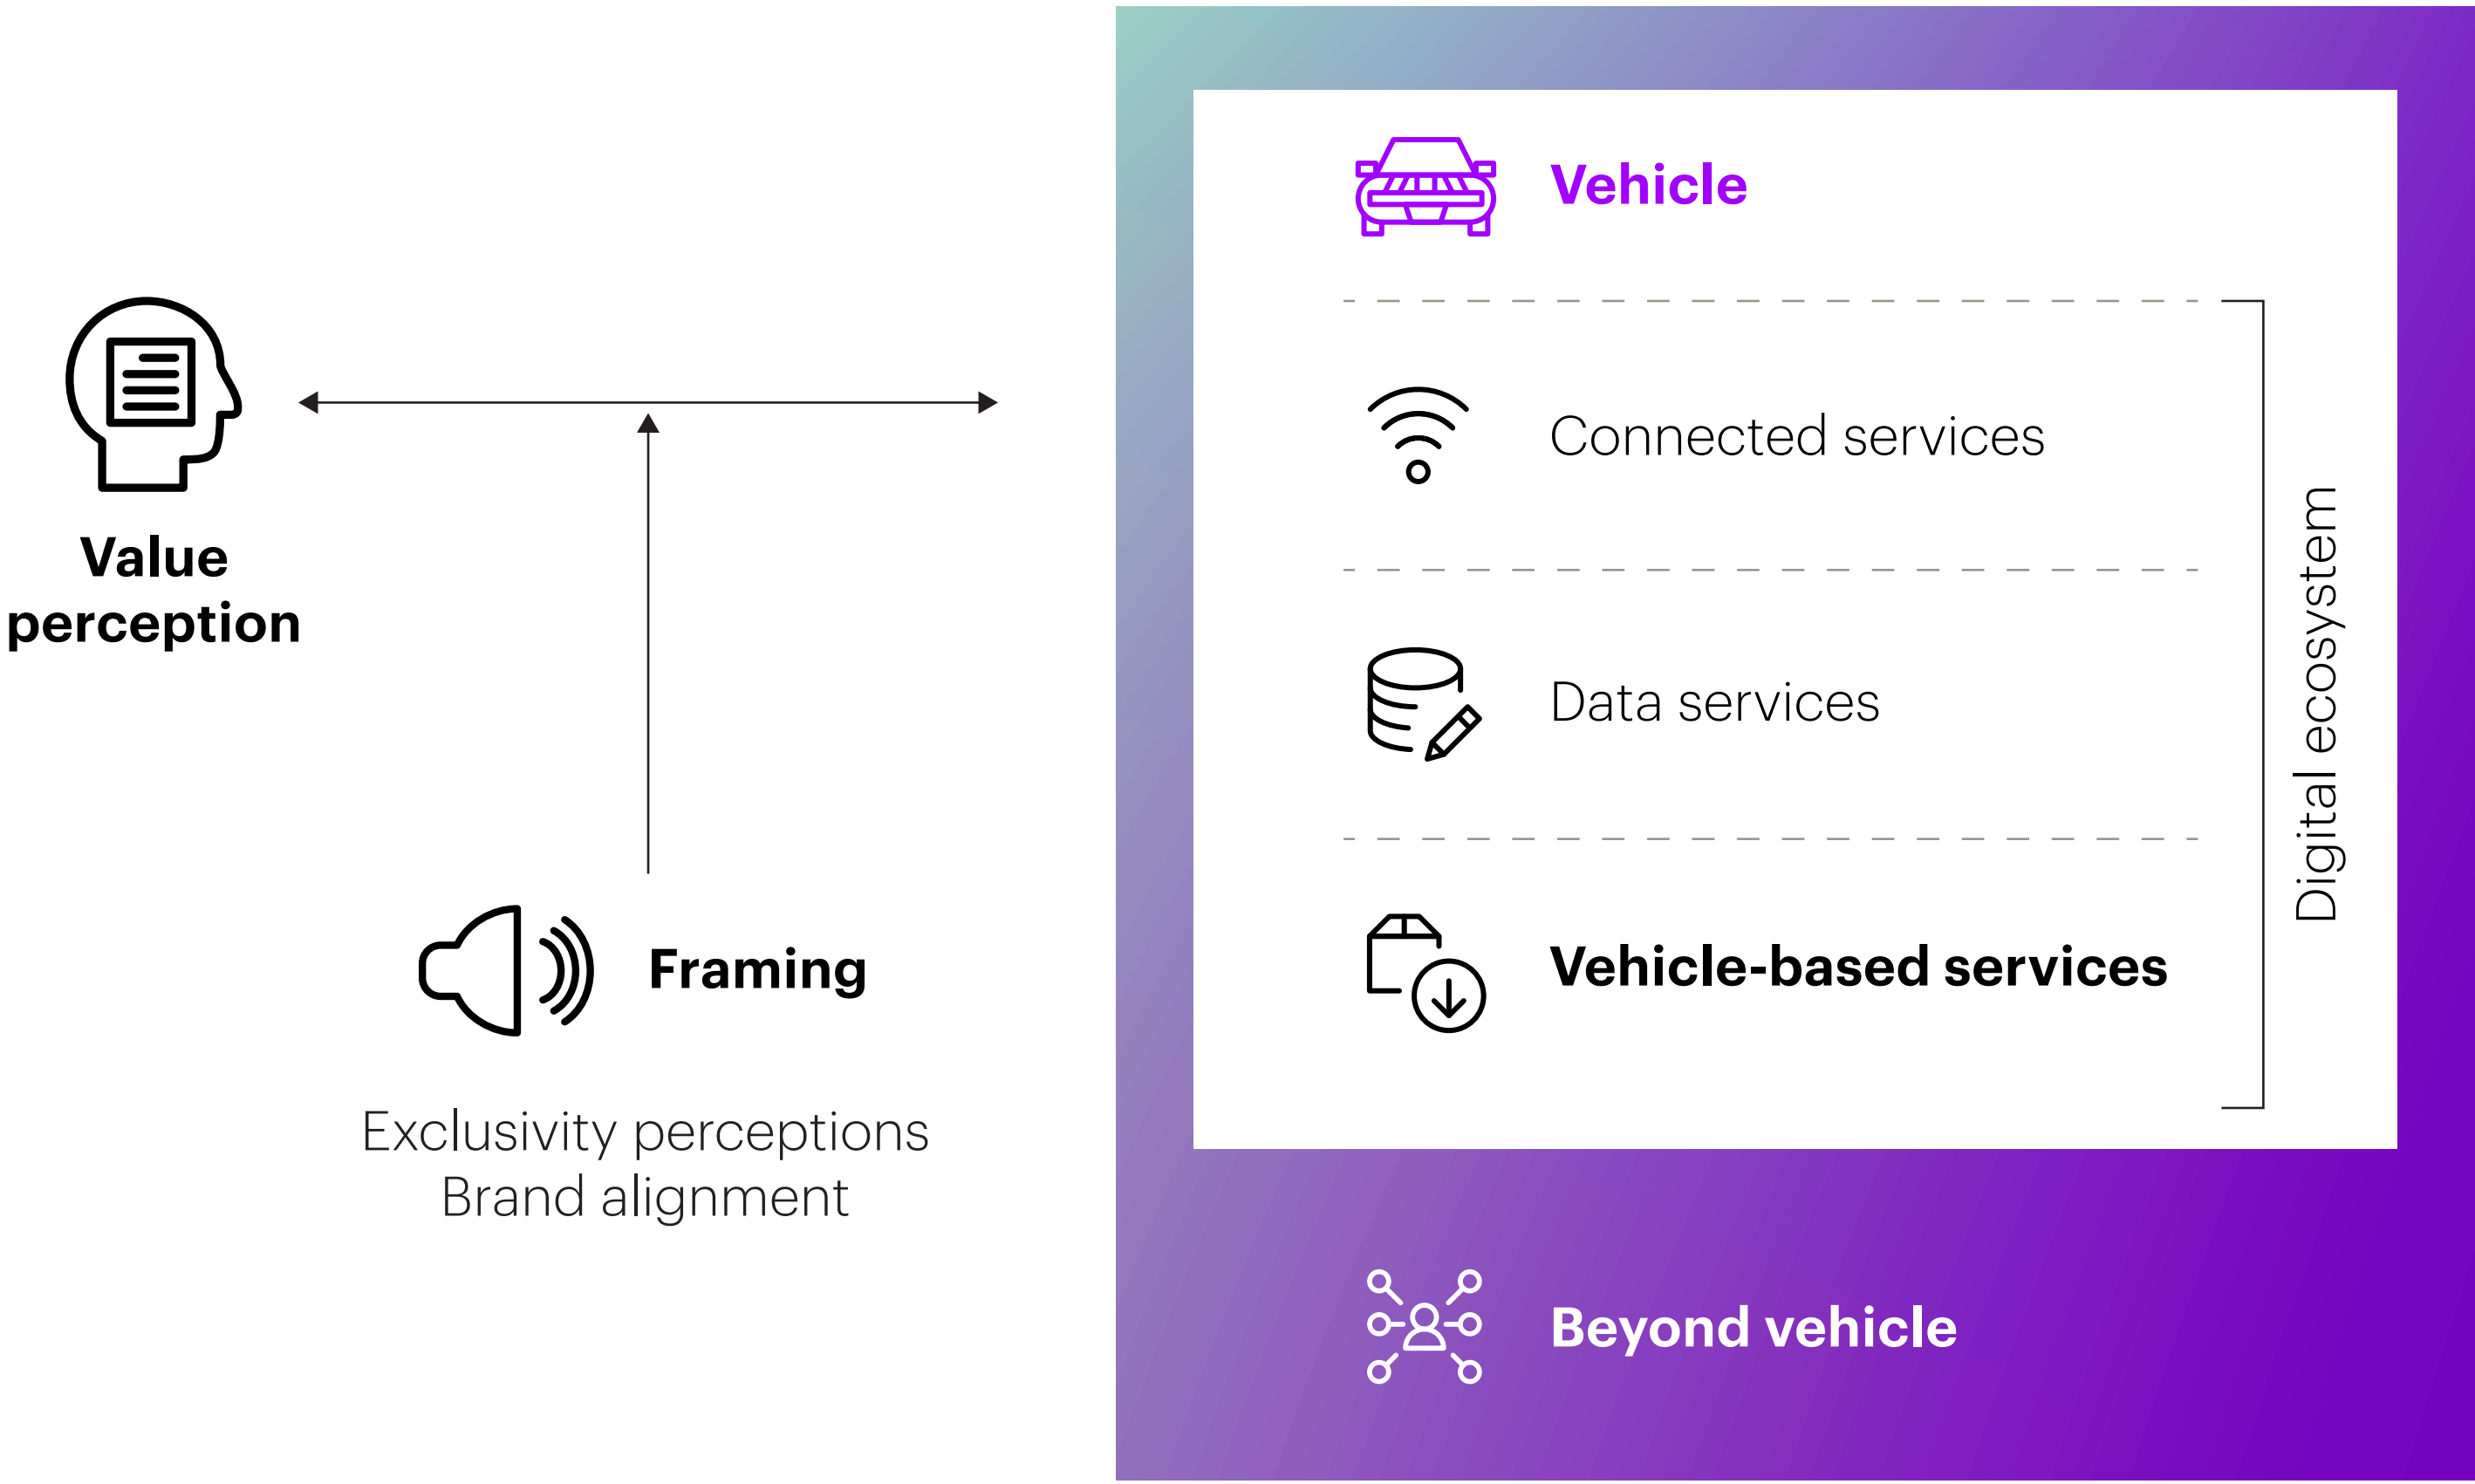 Value
perception
Framing
Exclusivity perceptions
Brand alignment
Vehicle
Connected services
Data services
Vehicle-based services
Digital ecosystem
Beyond vehicle